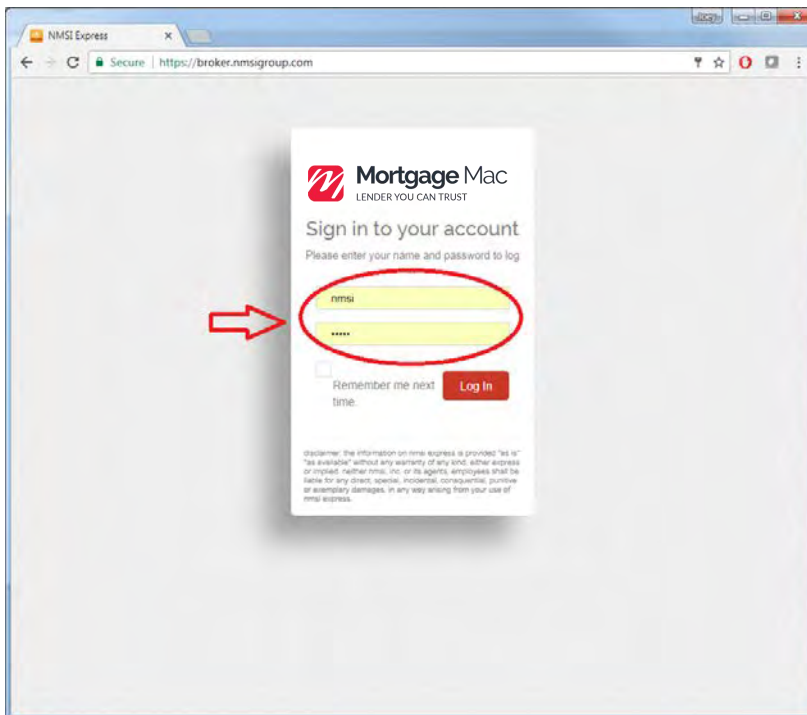 NMSI Express
Secure | https://broker.nmsigroup.com
Mortgage Mac
LENDER YOU CAN TRUST
Sign in to your account
Please enter your name and password to log
nmsi
•••••
Remember me next
time.
Log In
disclaimer: the information on nmsi express is provided "as is"
"as available" without any warranty of any kind, either express
or implied. neither nmsi, inc. or its agents, employees shall be
liable for any direct, special, incidental, consequential, punitive
or exemplary damages, in any way arising from your use of
nmsi express.